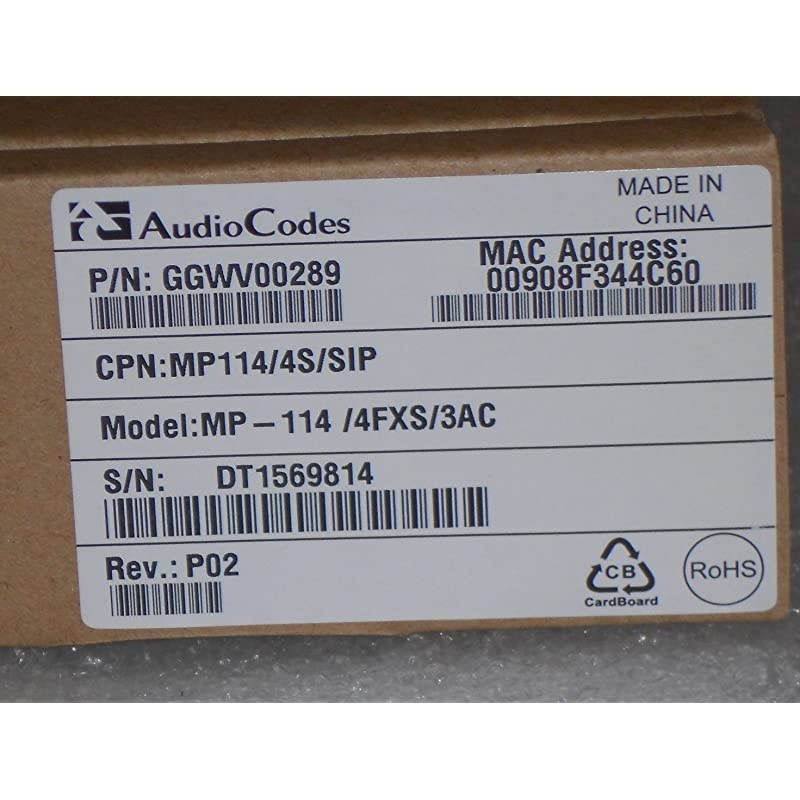 AudioCodes
MADE IN
CHINA
P/N: GGWV00289
MAC Address:
00908F344C60
CPN:MP114/4S/SIP
Model:MP-114 /4FXS/3AC
S/N: DT1569814
Rev.: P02
CB
CardBoard
RoHS